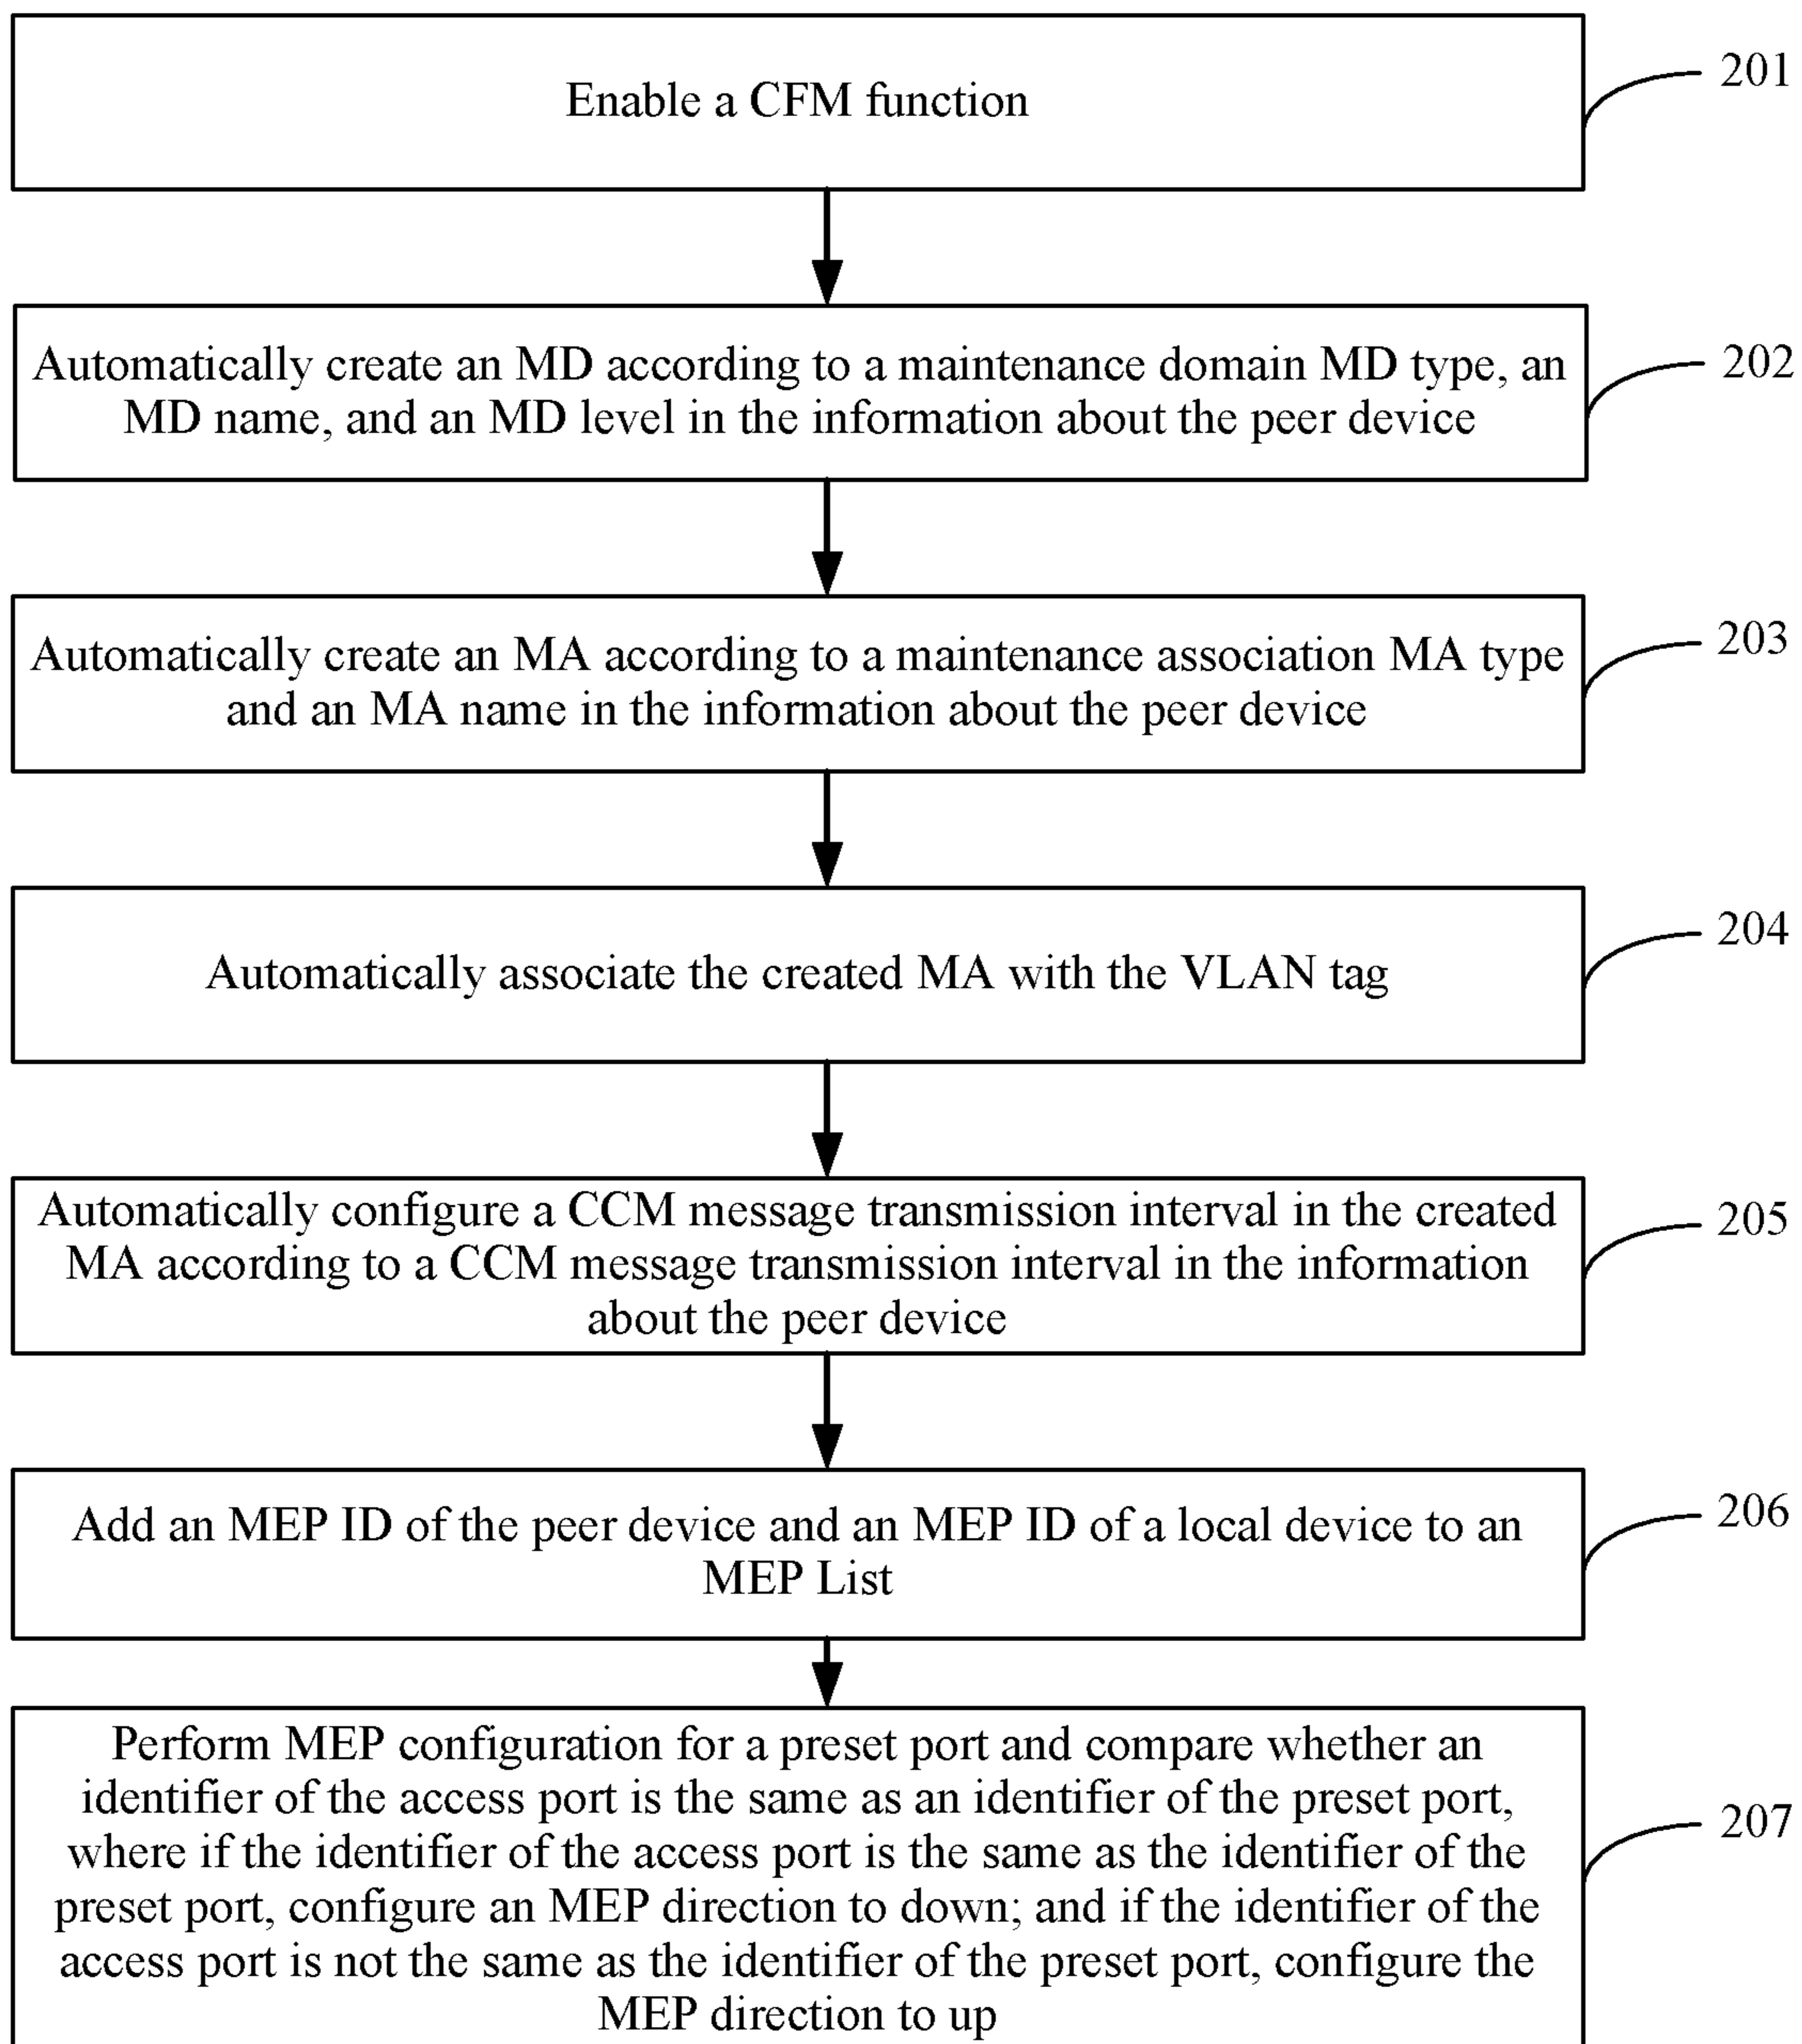 Enable a CFM function
201
Automatically create an MD according to a maintenance domain MD type, an
MD name, and an MD level in the information about the peer device
202
Automatically create an MA according to a maintenance association MA type
and an MA name in the information about the peer device
203
Automatically associate the created MA with the VLAN tag
204
Automatically configure a CCM message transmission interval in the created
MA according to a CCM message transmission interval in the information
about the peer device
205
Add an MEP ID of the peer device and an MEP ID of a local device to an
MEP List
206
Perform MEP configuration for a preset port and compare whether an
identifier of the access port is the same as an identifier of the preset port,
where if the identifier of the access port is the same as the identifier of the
preset port, configure an MEP direction to down; and if the identifier of the
access port is not the same as the identifier of the preset port, configure the
MEP direction to up
207